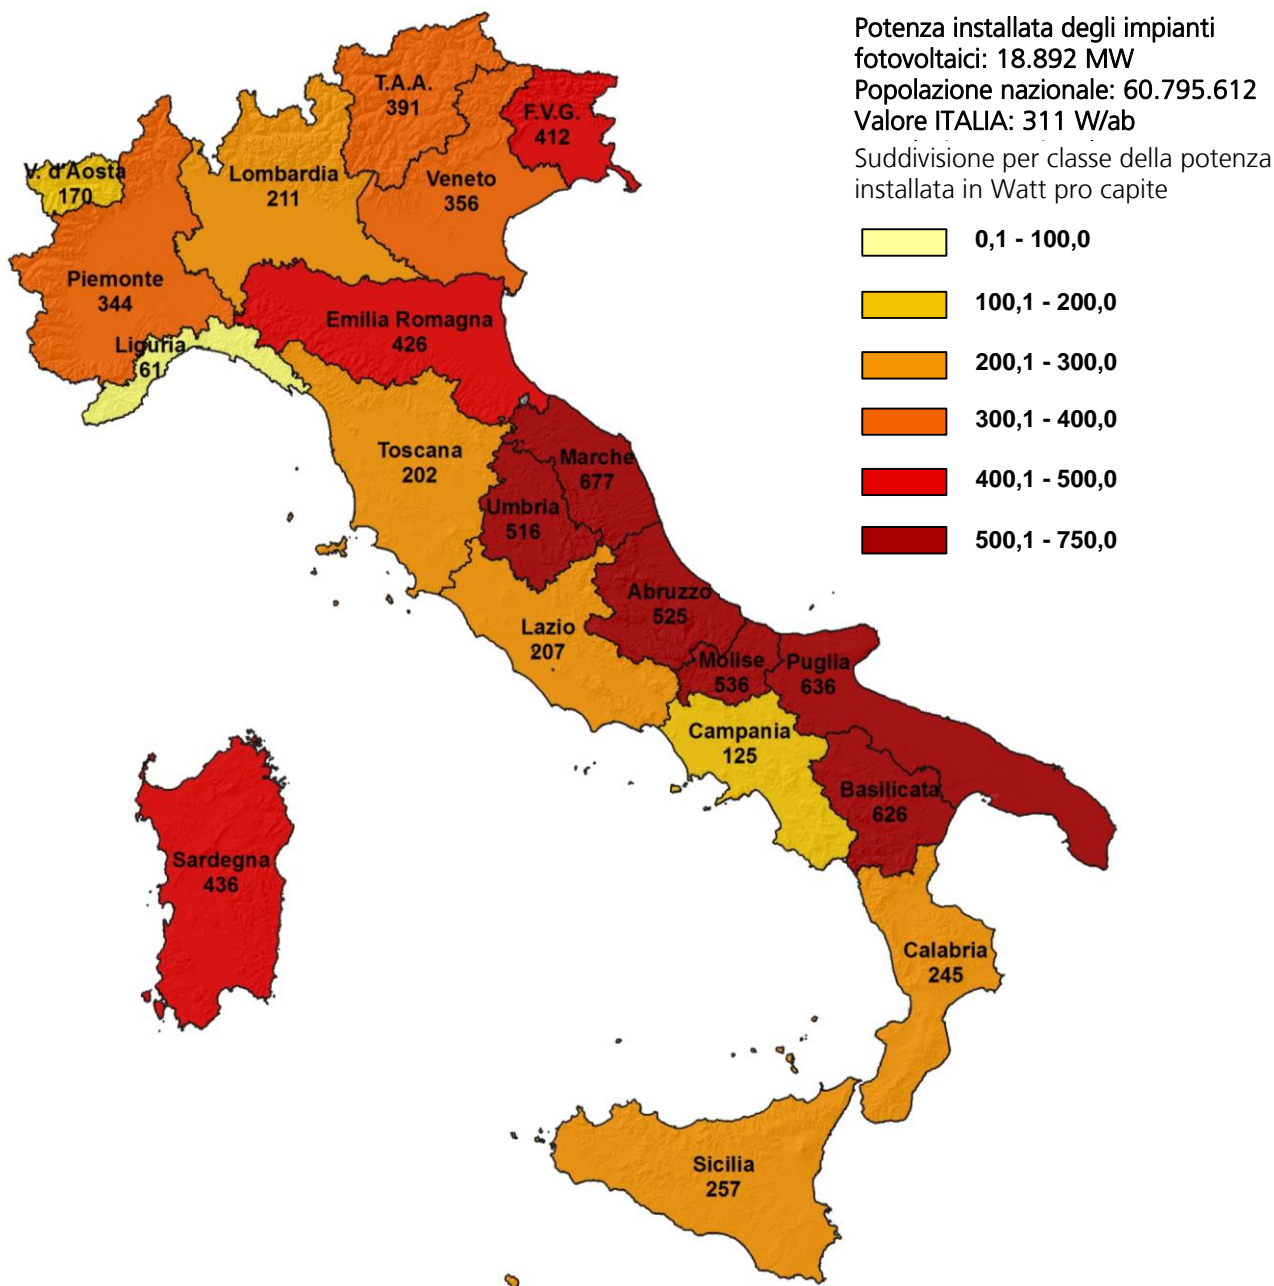 Potenza installata degli impianti
fotovoltaici: 18.892 MW
Popolazione nazionale: 60.795.612
Valore ITALIA: 311 W/ab
Suddivisione per classe della potenza
installata in Watt pro capite
0,1 - 100,0
100,1 - 200,0
200,1 - 300,0
300,1 - 400,0
400,1 - 500,0
500,1 - 750,0
T.A.A.
391
F.V.G.
412
V. d'Aosta
170
Lombardia
211
Veneto
356
Piemonte
344
Emilia Romagna
426
Liguria
61
Toscana
202
Marche
677
Umbria
516
Abruzzo
525
Lazio
207
Molise
536
Puglia
636
Campania
125
Basilicata
626
Sardegna
436
Calabria
245
Sicilia
257